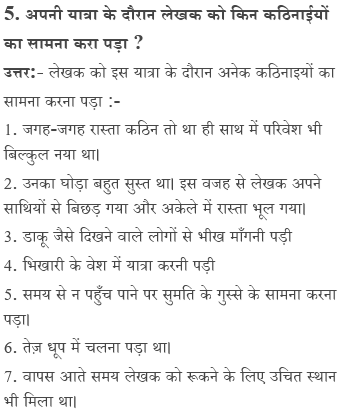 5. अपनी यात्रा के दौरान लेखक को किन कठिनाईयों
का सामना करा पड़ा ?
उत्तर:- लेखक को इस यात्रा के दौरान अनेक कठिनाइयों का
सामना करना पड़ा :-
1. जगह-जगह रास्ता कठिन तो था ही साथ में परिवेश भी
बिल्कुल नया था।
2. उनका घोड़ा बहुत सुस्त था। इस वजह से लेखक अपने
साथियों से बिछड़ गया और अकेले में रास्ता भूल गया।
3. डाकू जैसे दिखने वाले लोगों से भीख माँगनी पड़ी
4. भिखारी के वेश में यात्रा करनी पड़ी
5. समय से न पहुँच पाने पर सुमति के गुस्से के सामना करना
पड़ा।
6. तेज़ धूप में चलना पड़ा था।
7. वापस आते समय लेखक को रूकने के लिए उचित स्थान
भी मिला था।